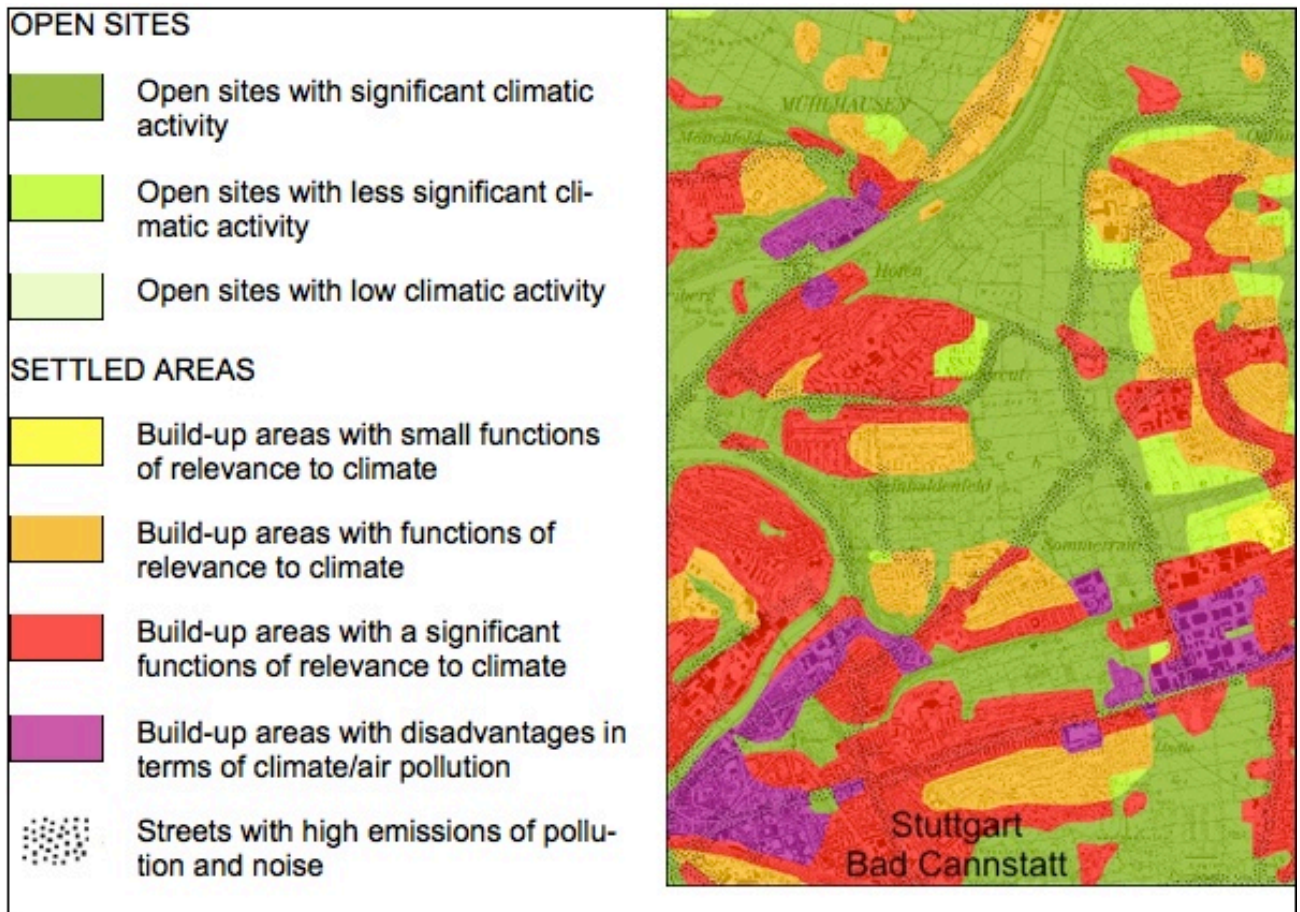 OPEN SITES
Open sites with significant climatic
activity
Open sites with less significant cli-
matic activity
Open sites with low climatic activity
SETTLED AREAS
Build-up areas with small functions
of relevance to climate
Build-up areas with functions of
relevance to climate
Build-up areas with a significant
functions of relevance to climate
Build-up areas with disadvantages in
terms of climate/air pollution
Streets with high emissions of pollu-
tion and noise
MÜHLHAUSEN
Mönchfeld
Hofen
Steinhaldenfeld
Sommerrain
Stuttgart
Bad Cannstatt